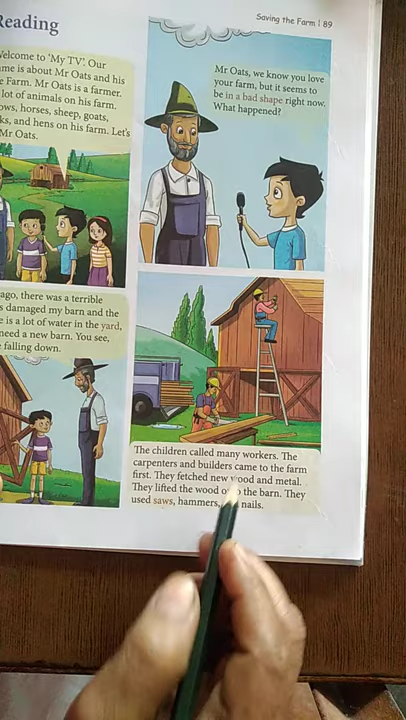 Saving the Farm | 89
Reading
Welcome to 'My TV'. Our
is about Mr Oats and his
Farm. Mr Oats is a farmer.
lot of animals on his farm.
horses, sheep, goats,
and hens on his farm. Let's
Mr Oats.
Mr Oats, we know you love
your farm, but it seems to
be in a bad shape right now.
What happened?
ago, there was a terrible
damaged my barn and the
is a lot of water in the yard,
need a new barn. You see,
falling down.
The children called many workers. The
carpenters and builders came to the farm
first. They fetched new wood and metal.
They lifted the wood the barn. They
used saws, hammers, nails.